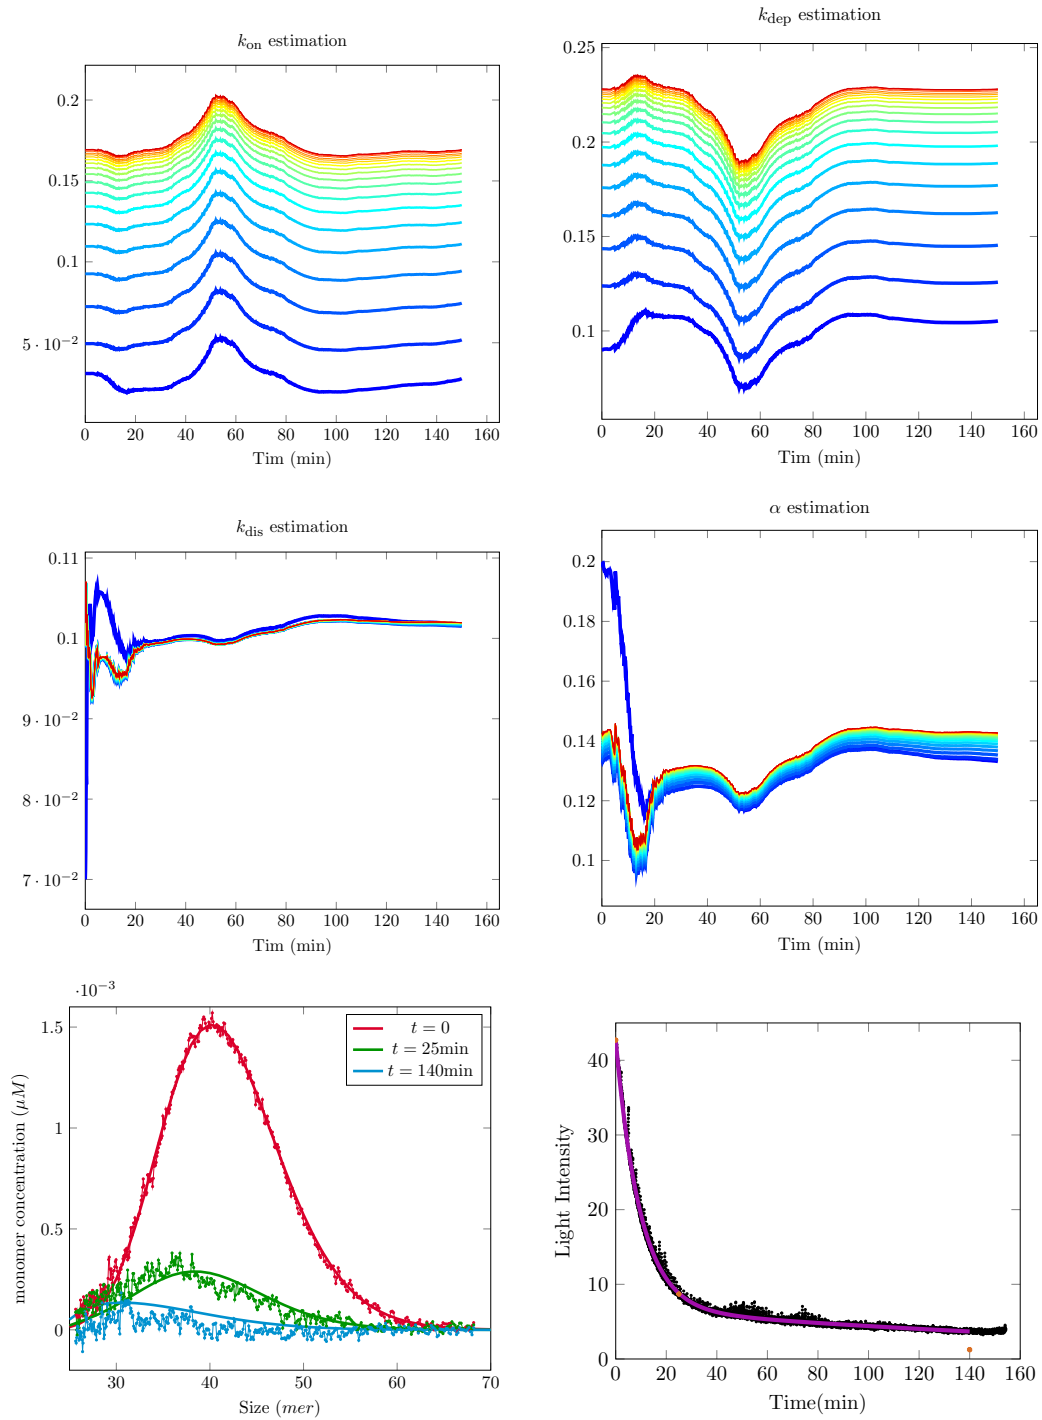 k_on estimation
0.2
0.15
0.1
5 · 10^−2
0 20 40 60 80 100 120 140 160
Tim (min)
k_dep estimation
0.25
0.2
0.15
0.1
0 20 40 60 80 100 120 140 160
Tim (min)
k_dis estimation
0.11
0.1
9 · 10^−2
8 · 10^−2
7 · 10^−2
0 20 40 60 80 100 120 140 160
Tim (min)
α estimation
0.2
0.18
0.16
0.14
0.12
0.1
0 20 40 60 80 100 120 140 160
Tim (min)
·10^−3
monomer concentration (μM)
1.5
1
0.5
0
t = 0
t = 25min
t = 140min
30 40 50 60 70
Size (mer)
Light Intensity
40
30
20
10
0
0 20 40 60 80 100 120 140 160
Time(min)